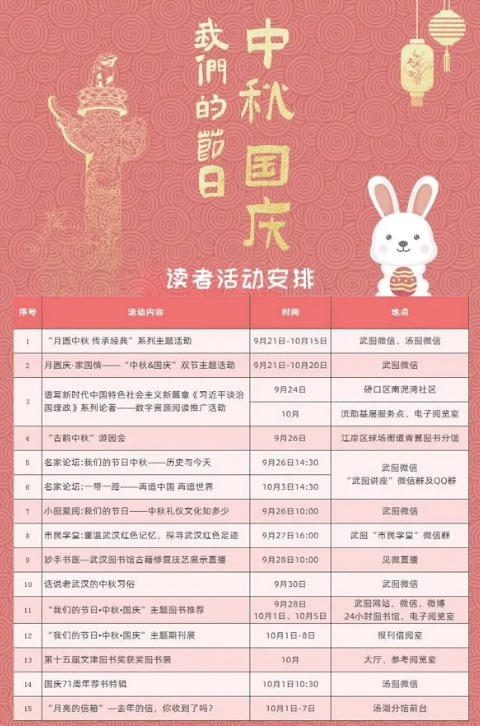 中秋 国庆
我們的節日
读者活动安排
序号 活动内容 时间 地点
1 “月圆中秋 传承经典”系列主题活动 9月21日-10月15日 武图微信、汤图微信
2 月圆庆·家国情——“中秋&国庆”双节主题活动 9月21日-10月20日 武图微信
3 谱写新时代中国特色社会主义新篇章《习近平谈治
国理政》系列论著——数字资源阅读推广活动
9月24日 硚口区南泥湾社区
10月 流动基层服务点、电子阅览室
4 “古韵中秋”游园会 9月26日 江岸区球场街道青翼图书分馆
5 名家论坛:我们的节日中秋——历史与今天 9月26日14:30
6 名家论坛:一带一路——再造中国 再造世界 10月3日14:30
武图微信
“武图讲座”微信群及QQ群
7 小图爱阅:我们的节日——中秋礼仪文化知多少 9月26日10:00 武图微信
8 市民学堂:重温武汉红色记忆，探寻武汉红色足迹 9月27日16:00 武图“市民学堂”微信群
9 妙手书医—武汉图书馆古籍修复技艺展示直播 9月28日10:00 见微直播
10 话说老武汉的中秋习俗 9月30日 武图微信
11 “我们的节日·中秋·国庆”主题图书推荐 9月28日
10月1日、10月5日
武图网站、微信、微博
24小时图书馆、电子阅览室
12 “我们的节日·中秋·国庆”主题期刊展 10月1日-8日 报刊借阅室
13 第十五届文津图书奖获奖图书展 10月 大厅、参考阅览室
14 国庆71周年荐书特辑 10月1日10:30 汤图微信
15 “月亮的信箱”—去年的信，你收到了吗？ 10月1日-7日 汤湖分馆前台